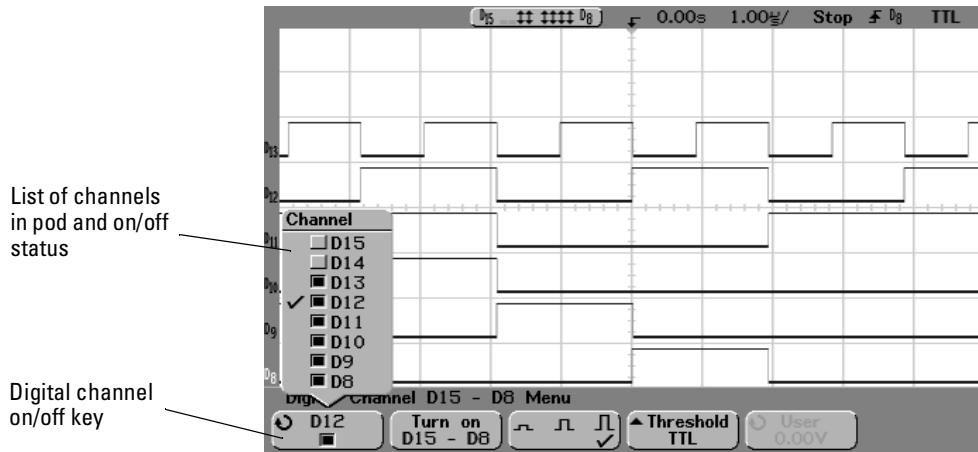 D15 D8 0.00s 1.00㎲/ Stop D8 TTL
D13
D12
D11
D10
D9
D8
List of channels
in pod and on/off
status
Channel
D15
D14
D13
D12
D11
D10
D9
D8
Digital channel
on/off key
Channel D15 - D8 Menu
D12
Turn on
D15 - D8
Threshold
TTL
User
0.00V